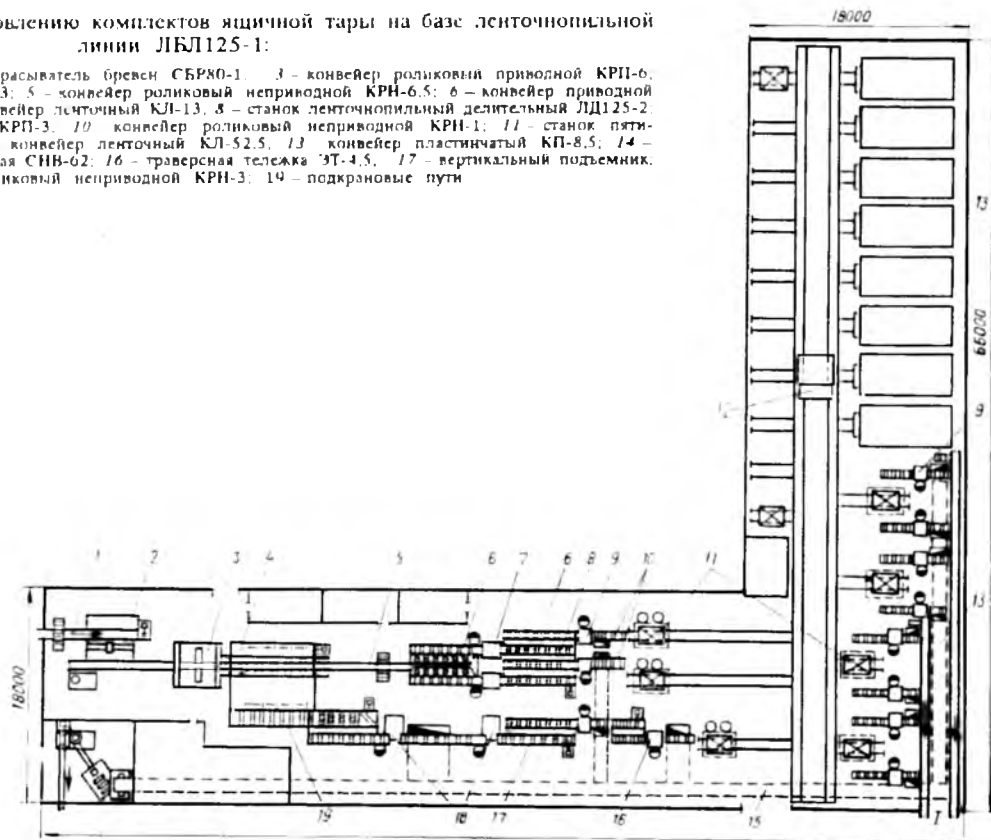 овлению комплектов ящичной тары на базе ленточнопильной
линии ЛБЛ125-1:
расыватель бревен СБР80-1. 3 – конвейер роликовый приводной КРП-6,
3; 5 – конвейер роликовый неприводной КРН-6,5; 6 – конвейер приводной
вейер ленточный КЛ-13, 8 – станок ленточнопильный делительный ЛД125-2,
КРП-3, 10 конвейер роликовый неприводной КРН-1; 11 – станок пяти-
конвейер ленточный КЛ-52,5, 13 конвейер пластинчатый КП-8,5; 14 –
ая СНВ-62; 16 – траверсная тележка ЭТ-4,5, 17 – вертикальный подъемник,
иковый неприводной КРН-3; 19 – подкрановые пути
18000
13
66000
12
9
1 2 3 4 5 6 7 6 8 9 10 11
13
18000
19 18 17 16 15 I